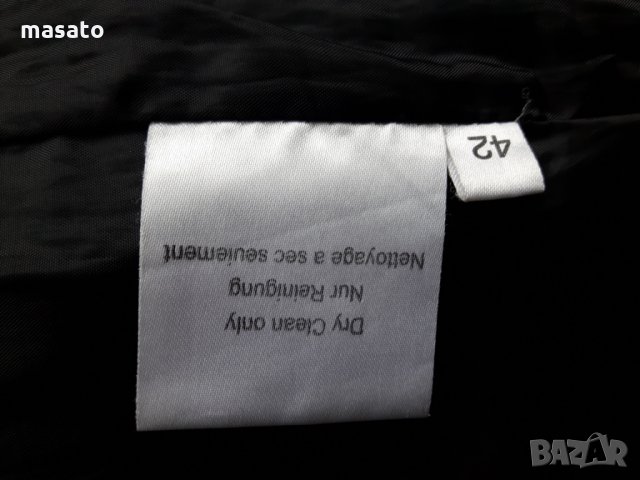 masato
42
Dry Clean only
Nur Reinigung
Nettoyage a sec seulement
BAZAR